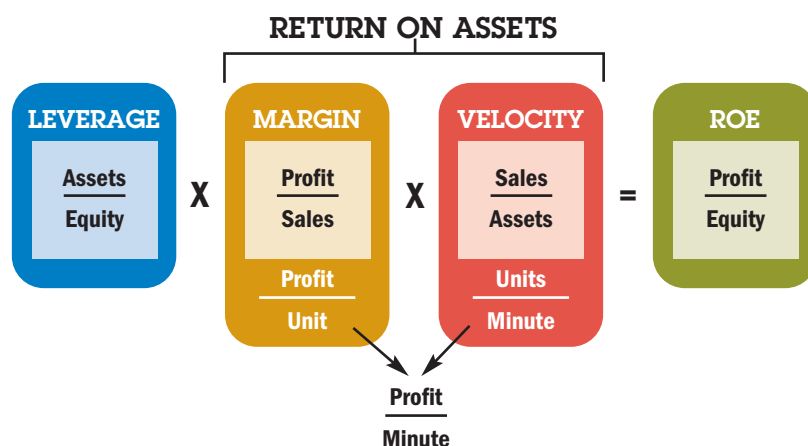 RETURN ON ASSETS
LEVERAGE
Assets
Equity
X
MARGIN
Profit
Sales
Profit
Unit
X
VELOCITY
Sales
Assets
Units
Minute
=
ROE
Profit
Equity
Profit
Minute